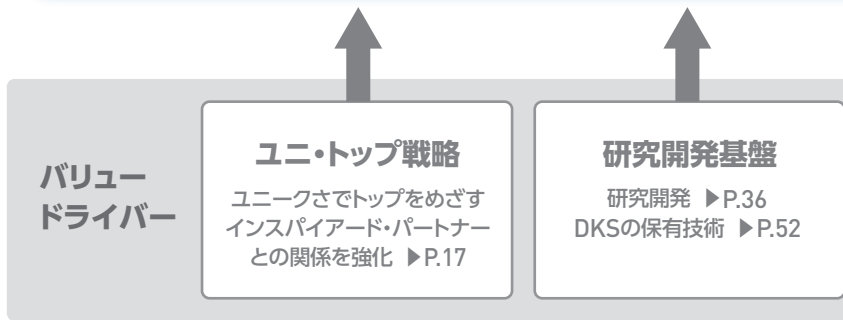 バリュー
ドライバー
ユニ・トップ戦略
ユニークさでトップをめざす
インスパイアード・パートナー
との関係を強化 ▶P.17
研究開発基盤
研究開発 ▶P.36
DKSの保有技術 ▶P.52